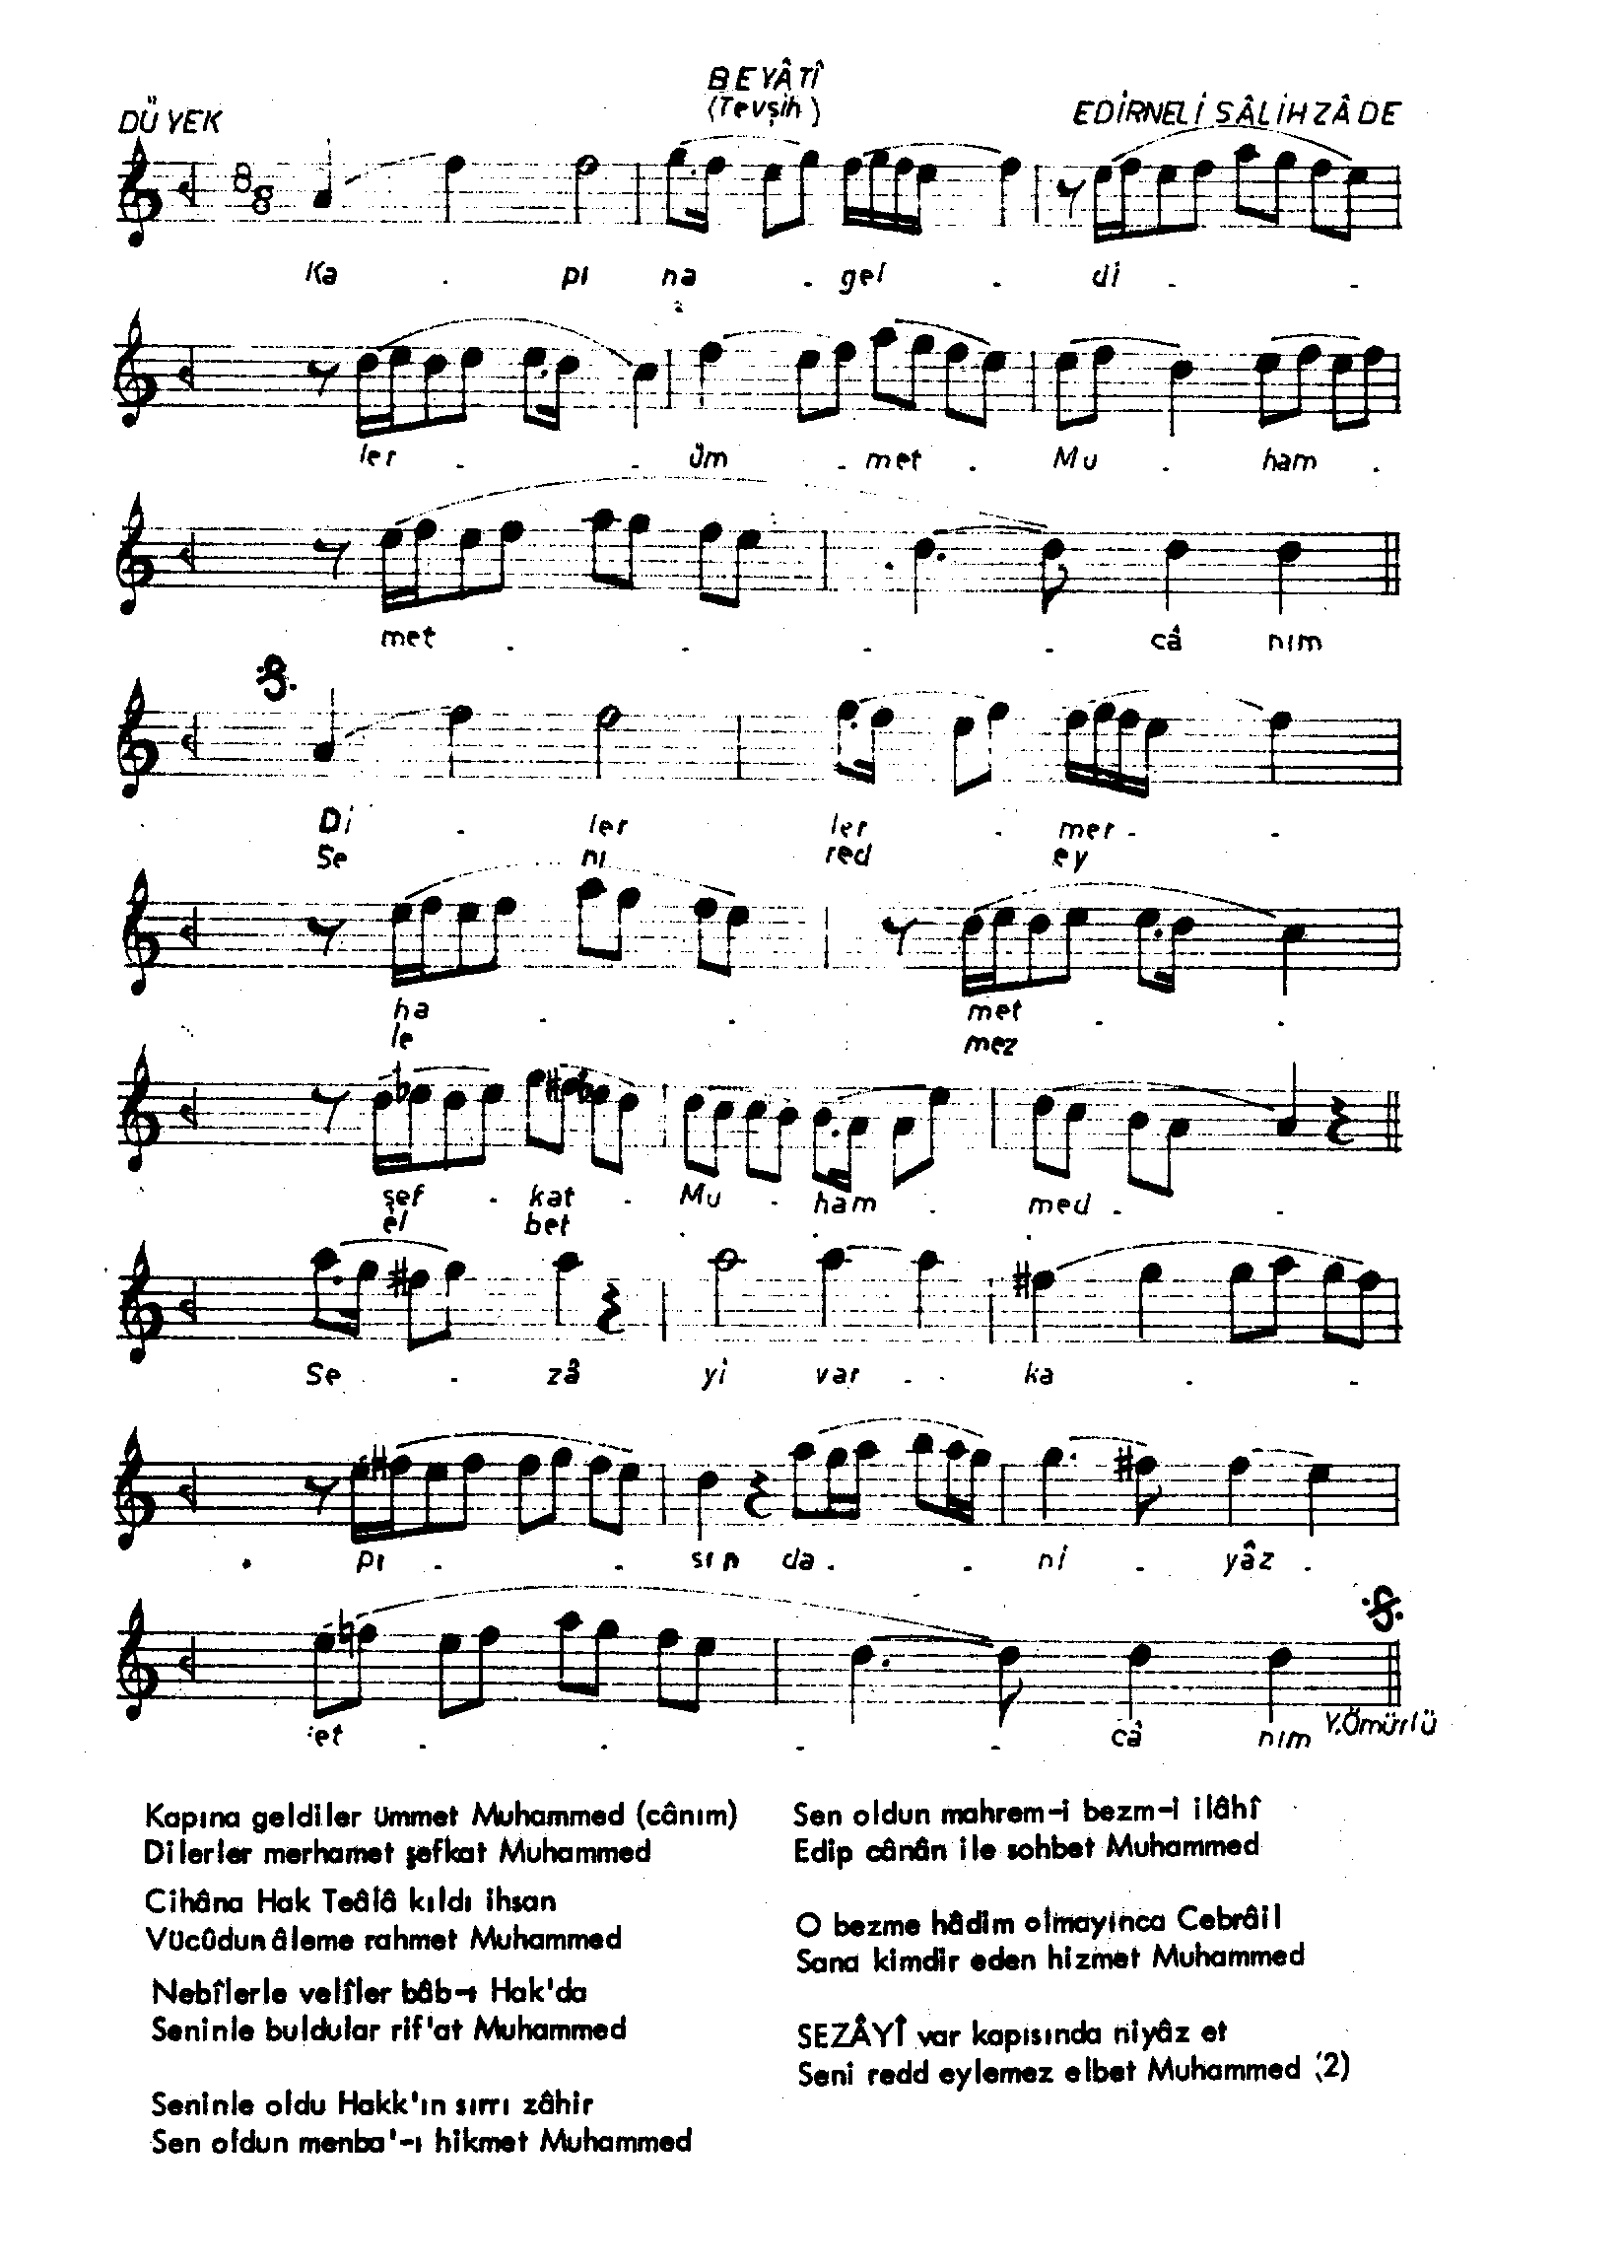 BEYÂTÎ
(Tevşih)
DÜYEK
EDİRNELİ SÂLİHZÂDE
8
8
Ka . pı na . gel . di . .
ler . . üm . met . Mu . ham .
met . . . . câ nım
Di . ler ler . mer - .
Se ni red ey
ha . . met . .
le mez
şef . kat . Mu . ham . med . .
el bet
Se . zâ yi var . . ka . .
. pı . . sın da . . ni . yâz .
et . . . . câ nım
Y.Ömürlü
Kapına geldiler ümmet Muhammed (cânım)
Dilerler merhamet şefkat Muhammed
Cihâna Hak Teâlâ kıldı ihsan
Vücûdun âleme rahmet Muhammed
Nebîlerle velîler bâb-ı Hak'da
Seninle buldular rif'at Muhammed
Seninle oldu Hakk'ın sırrı zâhir
Sen oldun menba'-ı hikmet Muhammed
Sen oldun mahrem-i bezm-i ilâhî
Edip cânân ile sohbet Muhammed
O bezme hâdim olmayınca Cebrâil
Sana kimdir eden hizmet Muhammed
SEZÂYÎ var kapısında niyâz et
Seni redd eylemez elbet Muhammed (2)